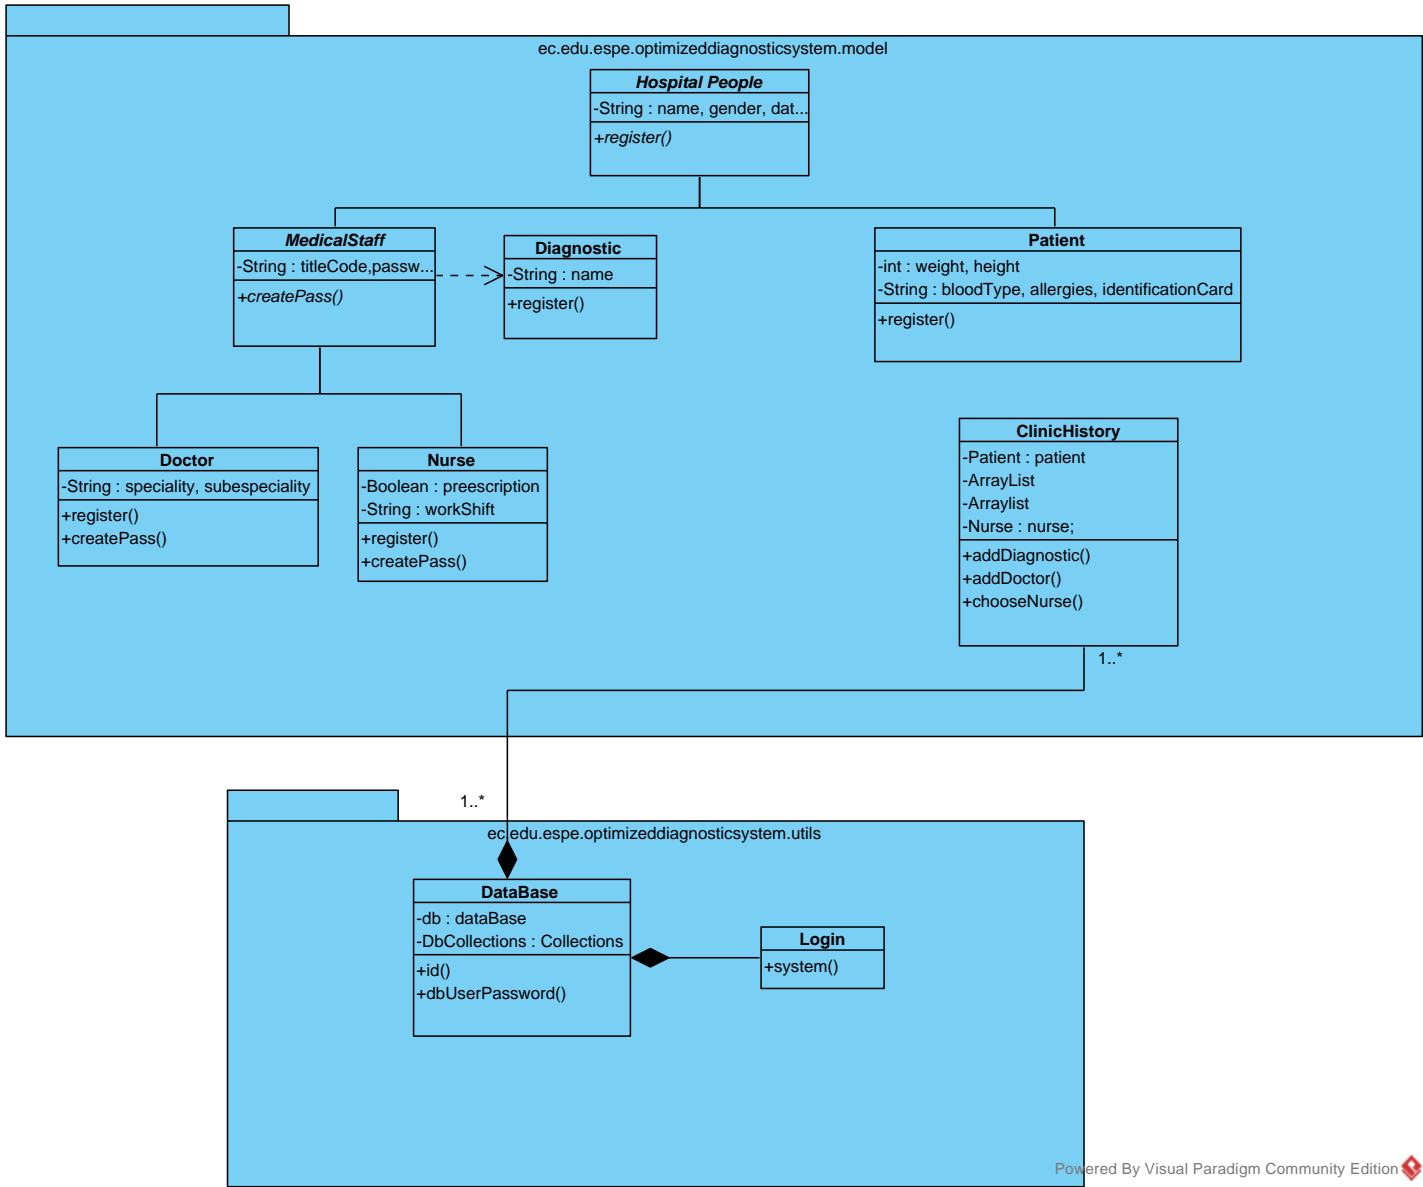 ec.edu.espe.optimizeddiagnosticsystem.model
Hospital People
-String : name, gender, dat...
+register()
MedicalStaff
-String : titleCode,passw...
+createPass()
Diagnostic
-String : name
+register()
Patient
-int : weight, height
-String : bloodType, allergies, identificationCard
+register()
Doctor
-String : speciality, subespeciality
+register()
+createPass()
Nurse
-Boolean : preescription
-String : workShift
+register()
+createPass()
ClinicHistory
-Patient : patient
-ArrayList
-Arraylist
-Nurse : nurse;
+addDiagnostic()
+addDoctor()
+chooseNurse()
1..*
1..*
ec.edu.espe.optimizeddiagnosticsystem.utils
DataBase
-db : dataBase
-DbCollections : Collections
+id()
+dbUserPassword()
Login
+system()
Powered By Visual Paradigm Community Edition